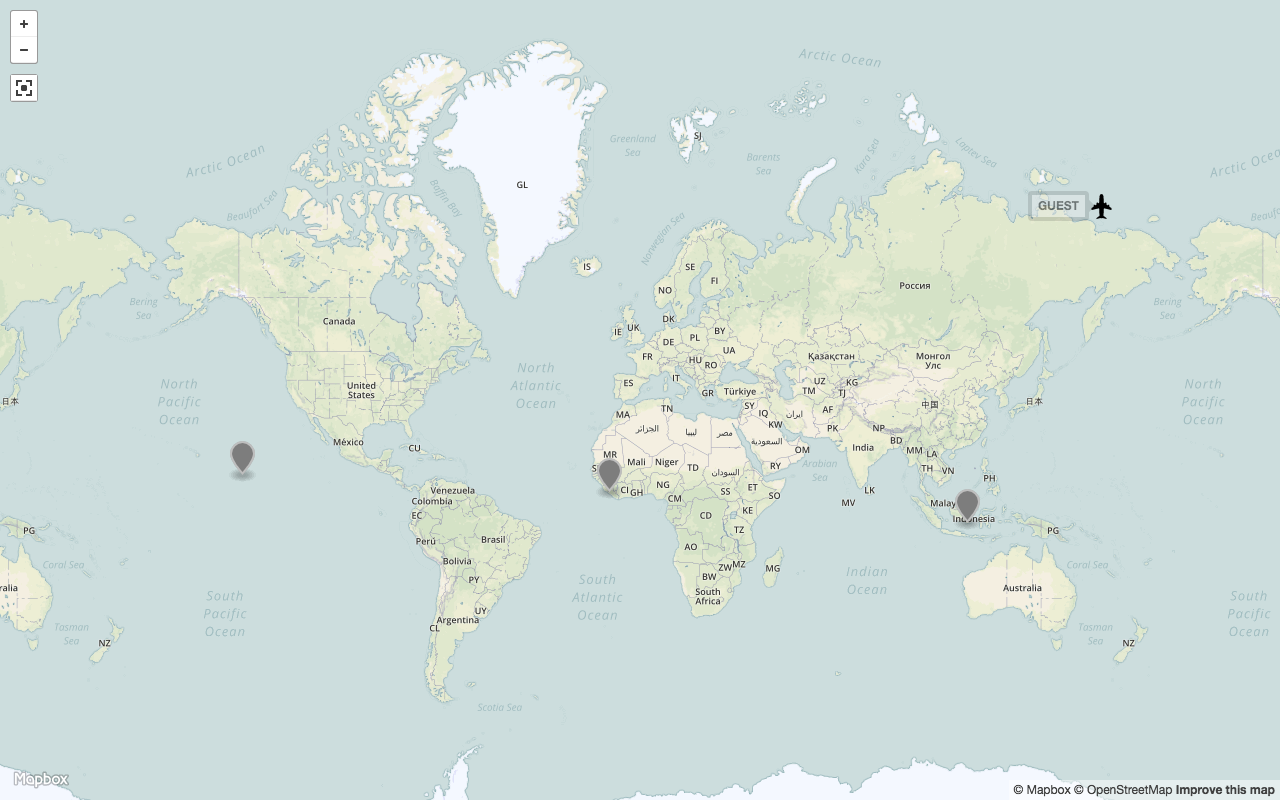 +
−
Arctic Ocean
Greenland
Sea
SJ
Barents
Sea
Kara Sea
Laptev Sea
Arctic Ocean
Beaufort Sea
Baffin Bay
GL
Norwegian Sea
GUEST
IS
SE
FI
NO
Россия
Bering
Sea
Canada
IE
UK
DK
BY
PL
DE
UA
FR
HU
RO
Қазақстан
Монгол
Улс
Bering
Sea
North
Pacific
Ocean
United
States
North
Atlantic
Ocean
ES
IT
GR
Türkiye
UZ
TM
KG
TJ
中国
日本
日本
North
Pacific
Ocean
MA
TN
SY
IQ
ایران
AF
KW
PK
NP
BD
México
CU
الجزائر
ليبيا
مصر
السعودية
OM
India
MM
LA
MR
Mali
Niger
TD
السودان
RY
Arabian
Sea
TH
VN
PH
Venezuela
Colombia
CI
GH
NG
CM
SS
ET
SO
MV
LK
Malay
Indonesia
EC
CD
KE
PG
PG
Perú
Brasil
TZ
AO
Bolivia
ZW
MZ
MG
BW
PY
South
Africa
Indian
Ocean
Coral Sea
Coral Sea
ralia
Australia
South
Pacific
Ocean
South
Atlantic
Ocean
South
Pacific
Ocean
UY
CL
Argentina
Tasman
Sea
NZ
Tasman
Sea
NZ
Scotia Sea
Mapbox
© Mapbox © OpenStreetMap Improve this map